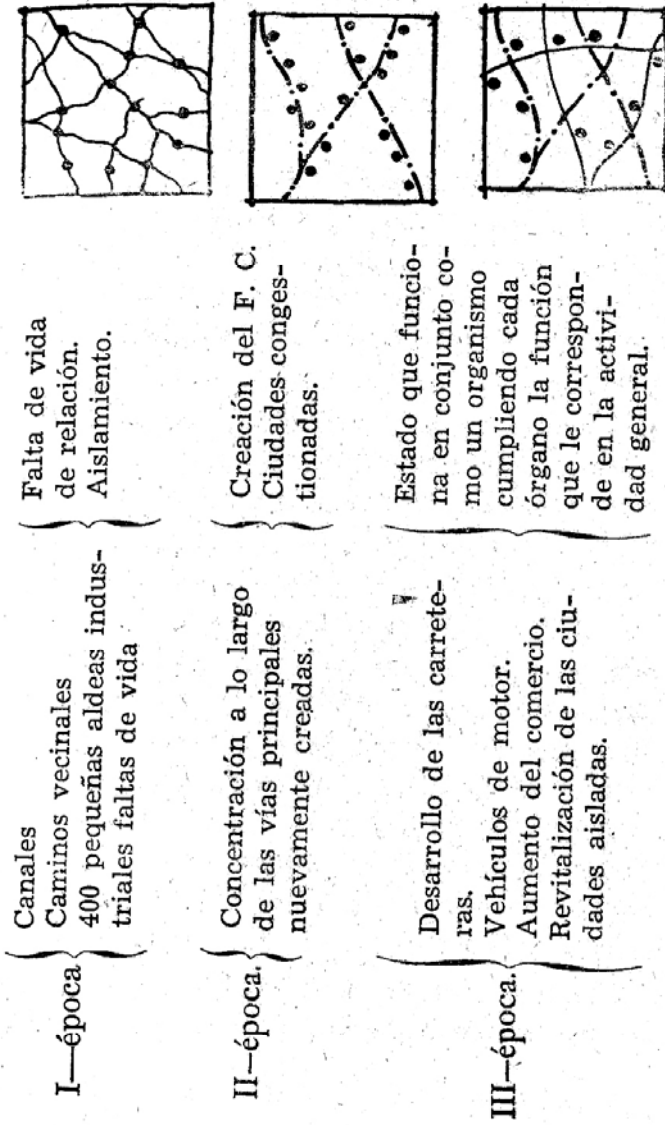 I—época
Canales
Caminos vecinales
400 pequeñas aldeas indus-
triales faltas de vida
Falta de vida
de relación.
Aislamiento.
II—época.
Concentración a lo largo
de las vías principales
nuevamente creadas.
Creación del F. C.
Ciudades conges-
tionadas.
III—época.
Desarrollo de las carrete-
ras.
Vehículos de motor.
Aumento del comercio.
Revitalización de las ciu-
dades aisladas.
Estado que funcio-
na en conjunto co-
mo un organismo
cumpliendo cada
órgano la función
que le correspon-
de en la activi-
dad general.